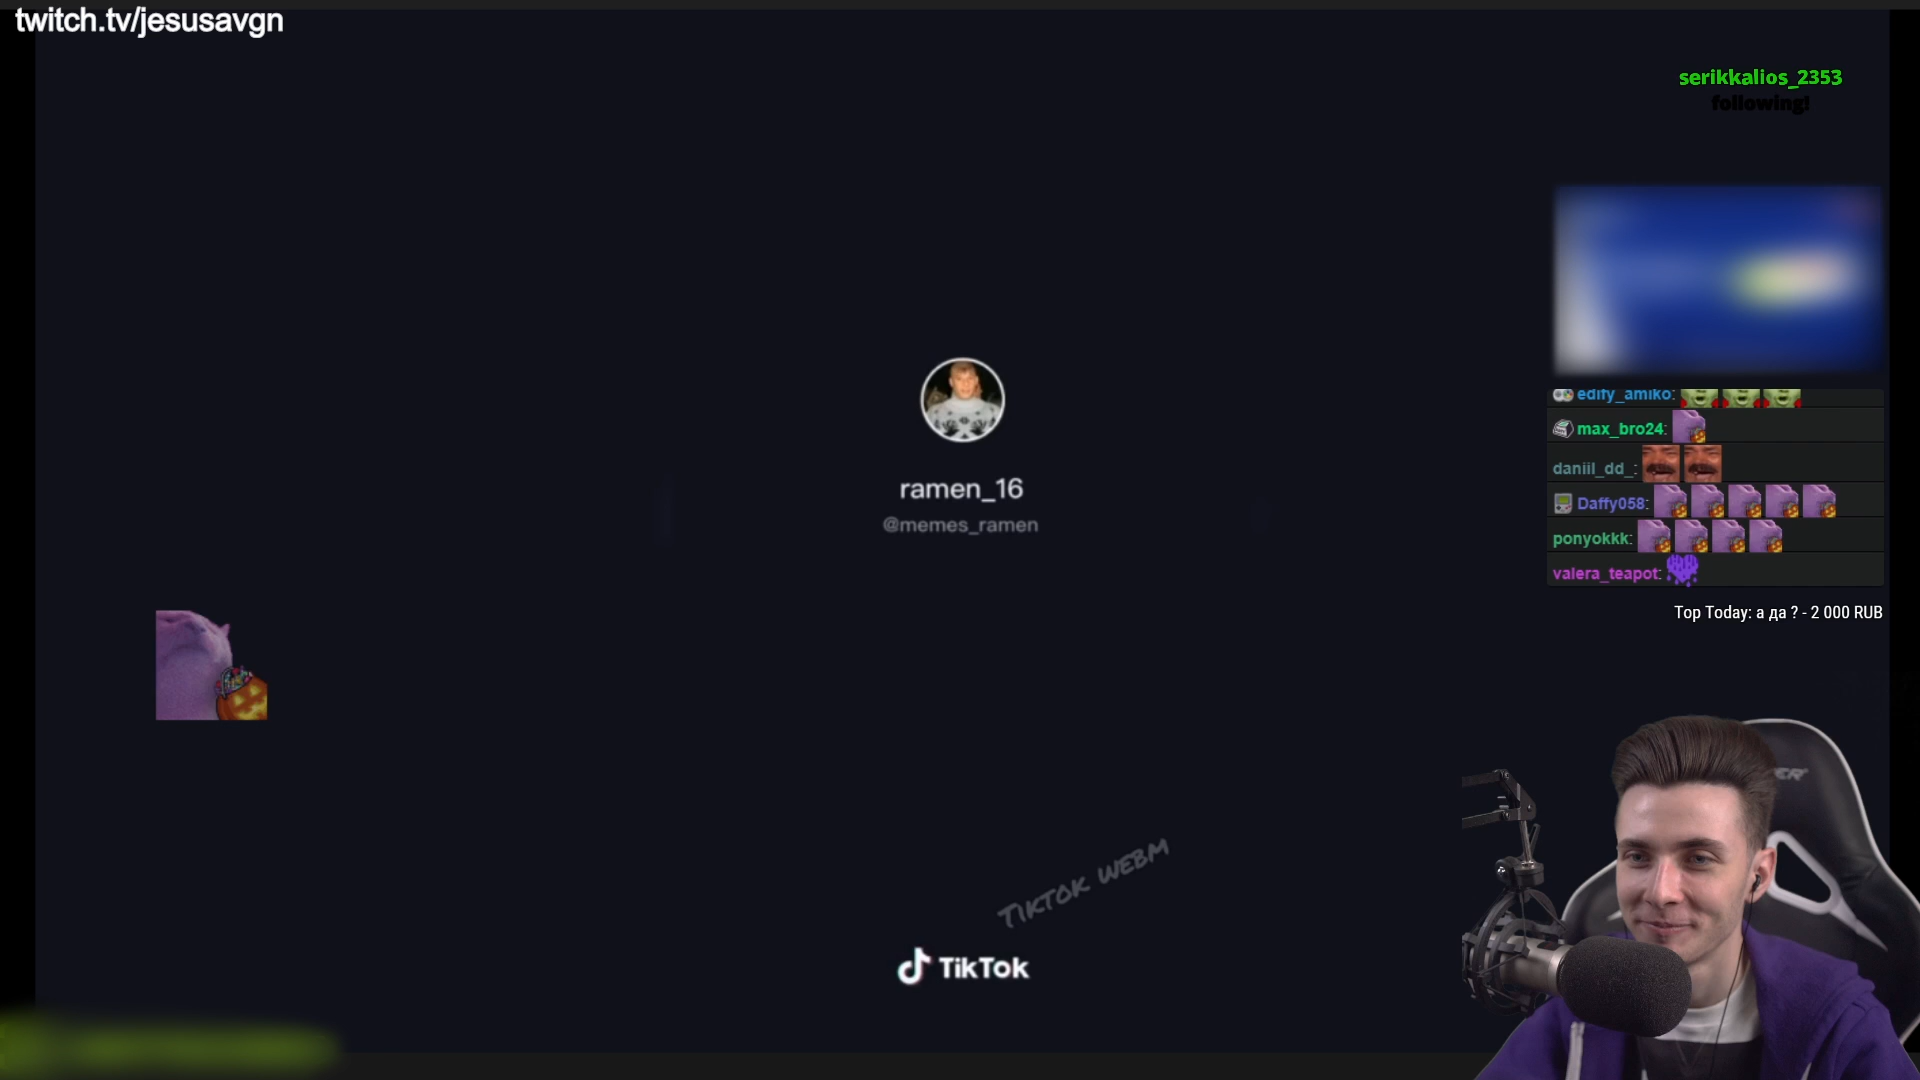 twitch.tv/jesusavgn
serikkalios_2353
following!
ramen_16
@memes_ramen
edify_amiko:
max_bro24:
daniil_dd_:
Daffy058:
ponyokkk:
valera_teapot:
Top Today: а да ? - 2 000 RUB
TIKTOK WEBM
TikTok